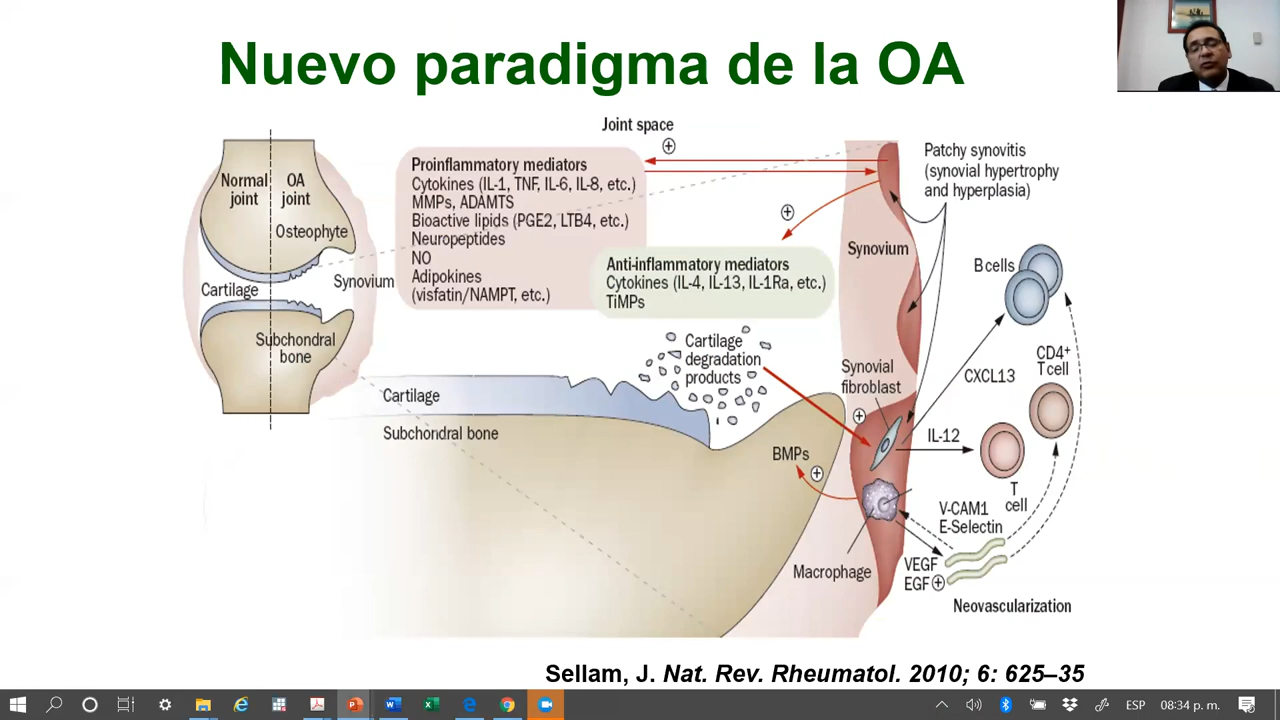 Nuevo paradigma de la OA
Joint space
Normal
joint
OA
joint
Osteophyte
Cartilage
Synovium
Subchondral
bone
Proinflammatory mediators
Cytokines (IL-1, TNF, IL-6, IL-8, etc.)
MMPs, ADAMTS
Bioactive lipids (PGE2, LTB4, etc.)
Neuropeptides
NO
Adipokines
(visfatin/NAMPT, etc.)
Anti-inflammatory mediators
Cytokines (IL-4, IL-13, IL-1Ra, etc.)
TiMPs
Patchy synovitis
(synovial hypertrophy
and hyperplasia)
Synovium
B cells
Cartilage
degradation
products
Synovial
fibroblast
CXCL13
CD4+
T cell
Cartilage
Subchondral bone
IL-12
BMPs
T
cell
V-CAM1
E-Selectin
Macrophage
VEGF
EGF
Neovascularization
Sellam, J. Nat. Rev. Rheumatol. 2010; 6: 625–35
ESP
08:34 p. m.